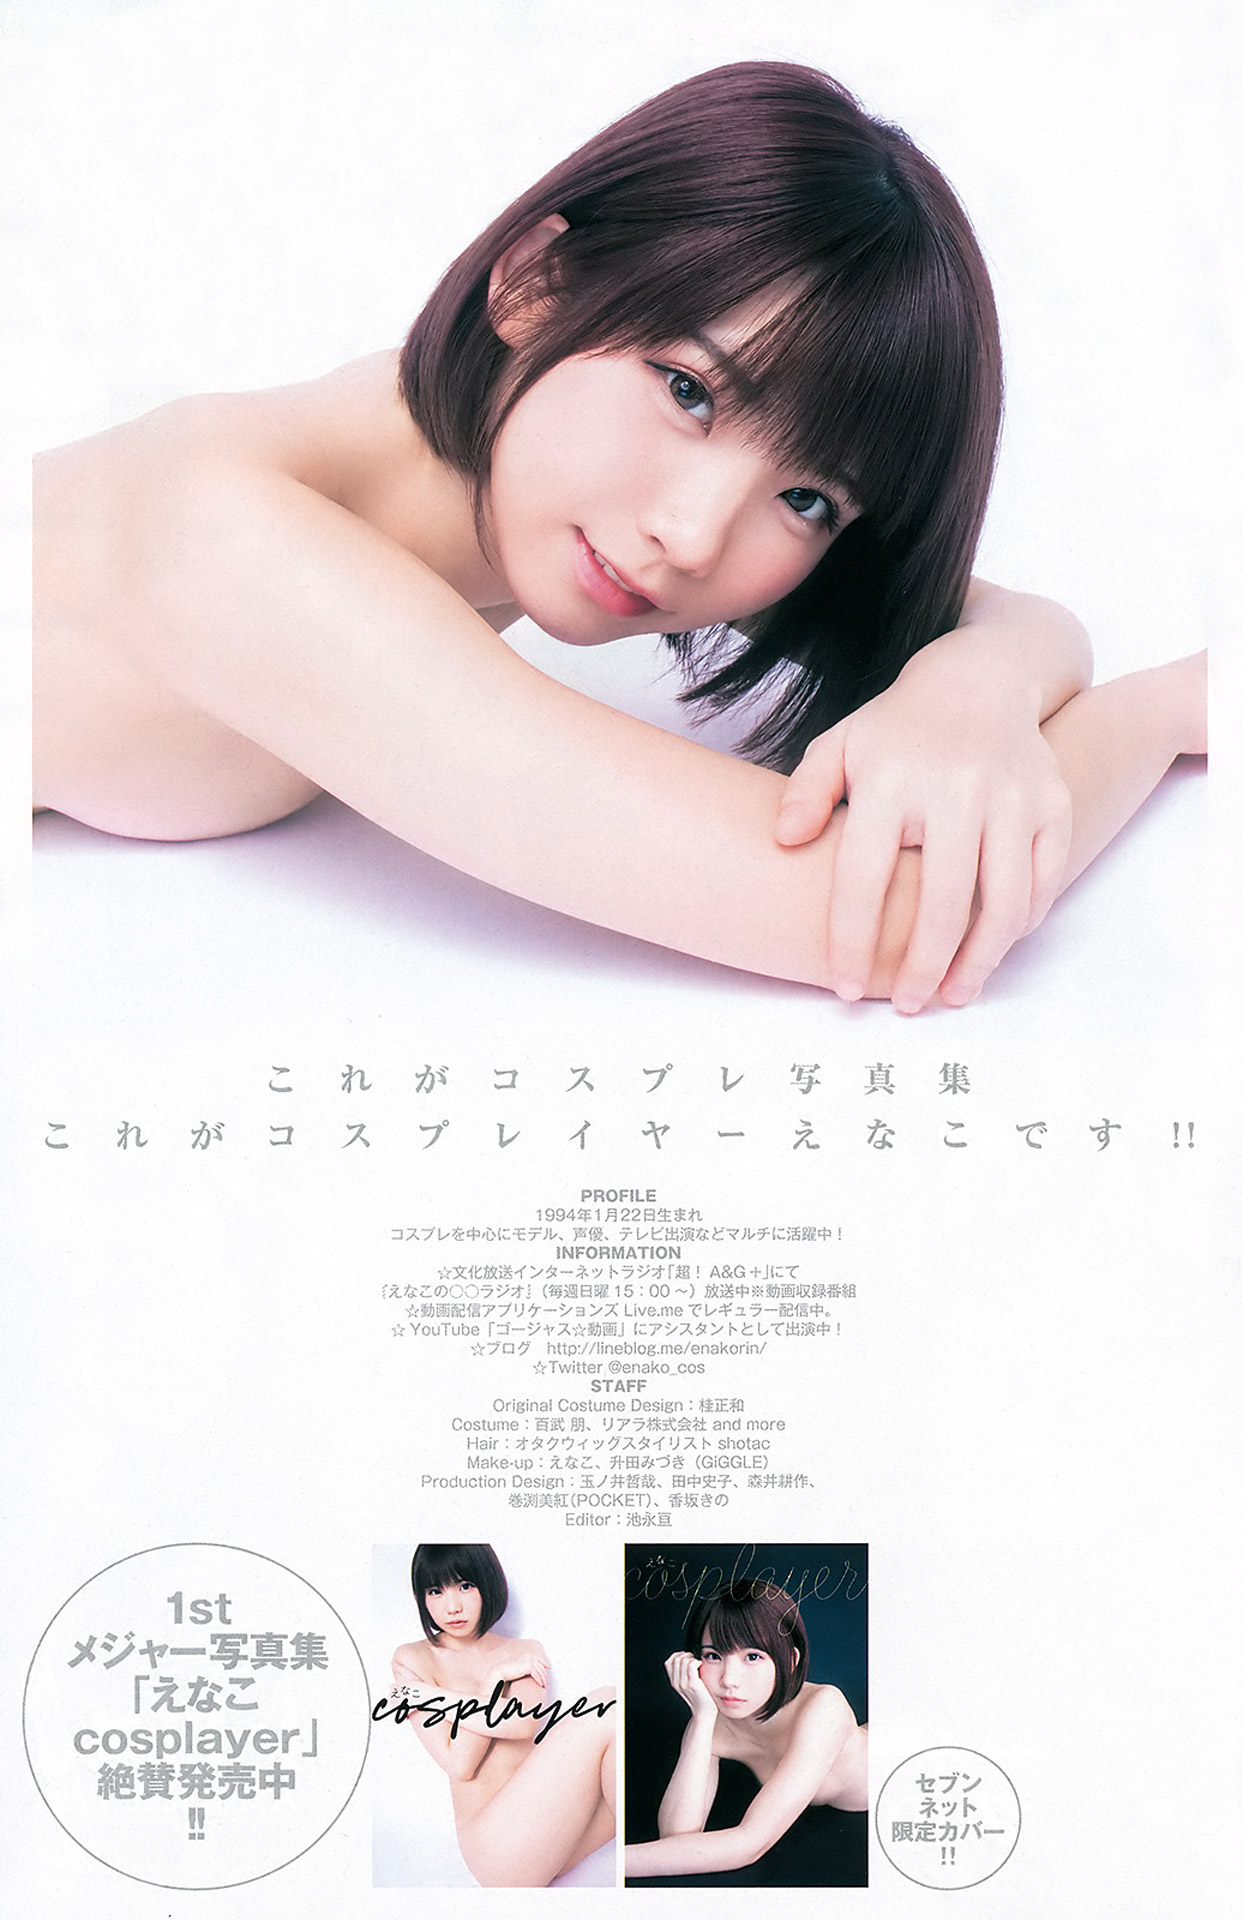 これがコスプレ写真集
これがコスプレイヤーえなこです!!
PROFILE
1994年1月22日生まれ
コスプレを中心にモデル、声優、テレビ出演などマルチに活躍中！
INFORMATION
☆文化放送インターネットラジオ「超！A&G＋」にて
『えなこの○○ラジオ』（毎週日曜15：00～）放送中※動画収録番組
☆動画配信アプリケーションズ Live.me でレギュラー配信中。
☆ YouTube「ゴージャス☆動画」にアシスタントとして出演中！
☆ブログ　http://lineblog.me/enakorin/
☆Twitter @enako_cos
STAFF
Original Costume Design：桂正和
Costume：百武 朋、リアラ株式会社 and more
Hair：オタクウィッグスタイリスト shotac
Make-up：えなこ、升田みづき（GiGGLE）
Production Design：玉ノ井哲哉、田中史子、森井耕作、
巻渕美紅（POCKET）、香坂きの
Editor：池永亘
1st
メジャー写真集
「えなこ
cosplayer」
絶賛発売中
!!
えなこ
cosplayer
えなこ
cosplayer
セブン
ネット
限定カバー
!!